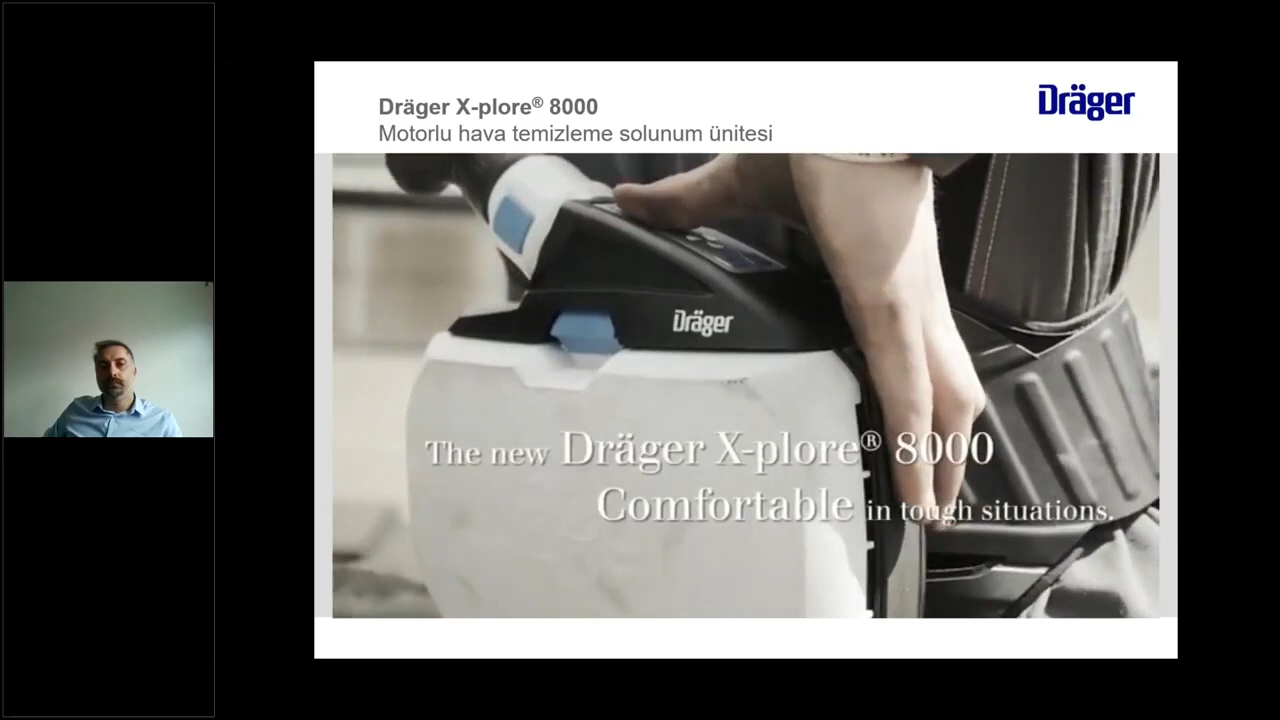 Dräger X-plore® 8000
Motorlu hava temizleme solunum ünitesi
Dräger
Dräger
The new Dräger X-plore® 8000
Comfortable in tough situations.